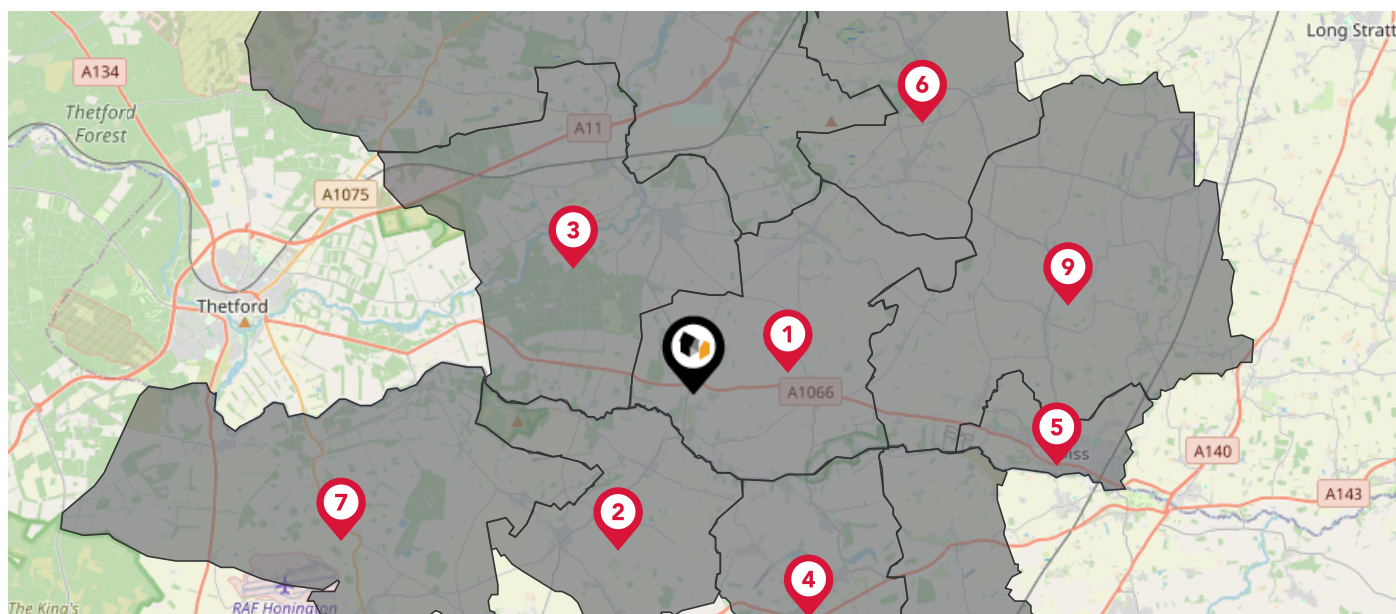 Long Stratt
A134
6
Thetford
Forest
A11
A1075
3
9
Thetford
1
A1066
5
iss
A140
7
2
A143
4
The King's
RAF Honington